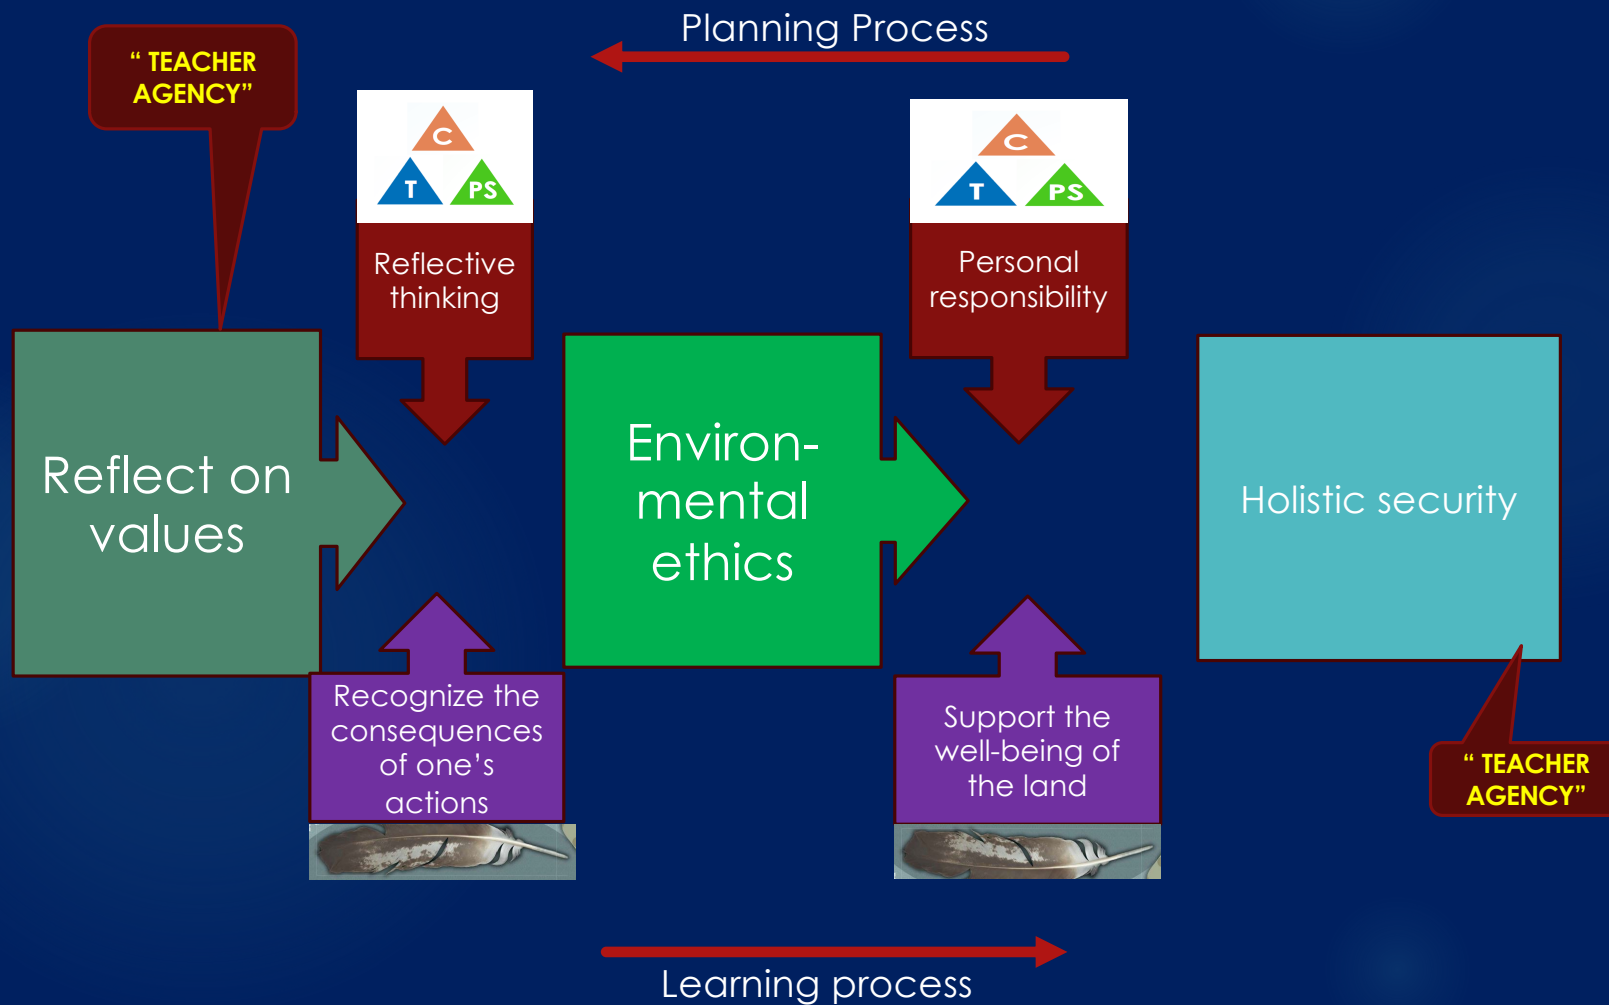 Planning Process
“ TEACHER
AGENCY”
C
T
PS
Reflective
thinking
C
T
PS
Personal
responsibility
Reflect on
values
Environ-
mental
ethics
Holistic security
Recognize the
consequences
of one’s
actions
Support the
well-being of
the land
“ TEACHER
AGENCY”
Learning process